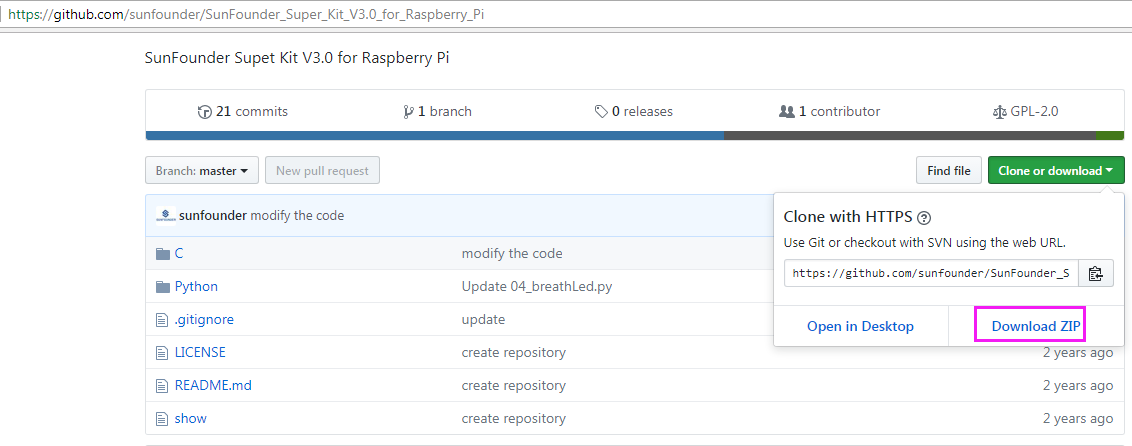 https://github.com/sunfounder/SunFounder_Super_Kit_V3.0_for_Raspberry_Pi
SunFounder Supet Kit V3.0 for Raspberry Pi
21 commits 1 branch 0 releases 1 contributor GPL-2.0
Branch: master New pull request Find file Clone or download
sunfounder modify the code
C modify the code
Python Update 04_breathLed.py
.gitignore update
Clone with HTTPS ?
Use Git or checkout with SVN using the web URL.
https://github.com/sunfounder/SunFounder_S
Open in Desktop Download ZIP
LICENSE create repository 2 years ago
README.md create repository 2 years ago
show create repository 2 years ago